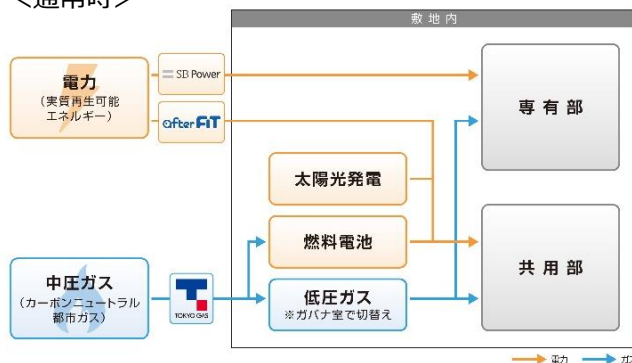 ＜通常時＞
敷地内
電力
（実質再生可能
エネルギー）
SB Power
afterFIT
専有部
太陽光発電
燃料電池
中圧ガス
（カーボンニュートラル
都市ガス）
TOKYO GAS
低圧ガス
※ガバナ室で切替え
共用部
電力